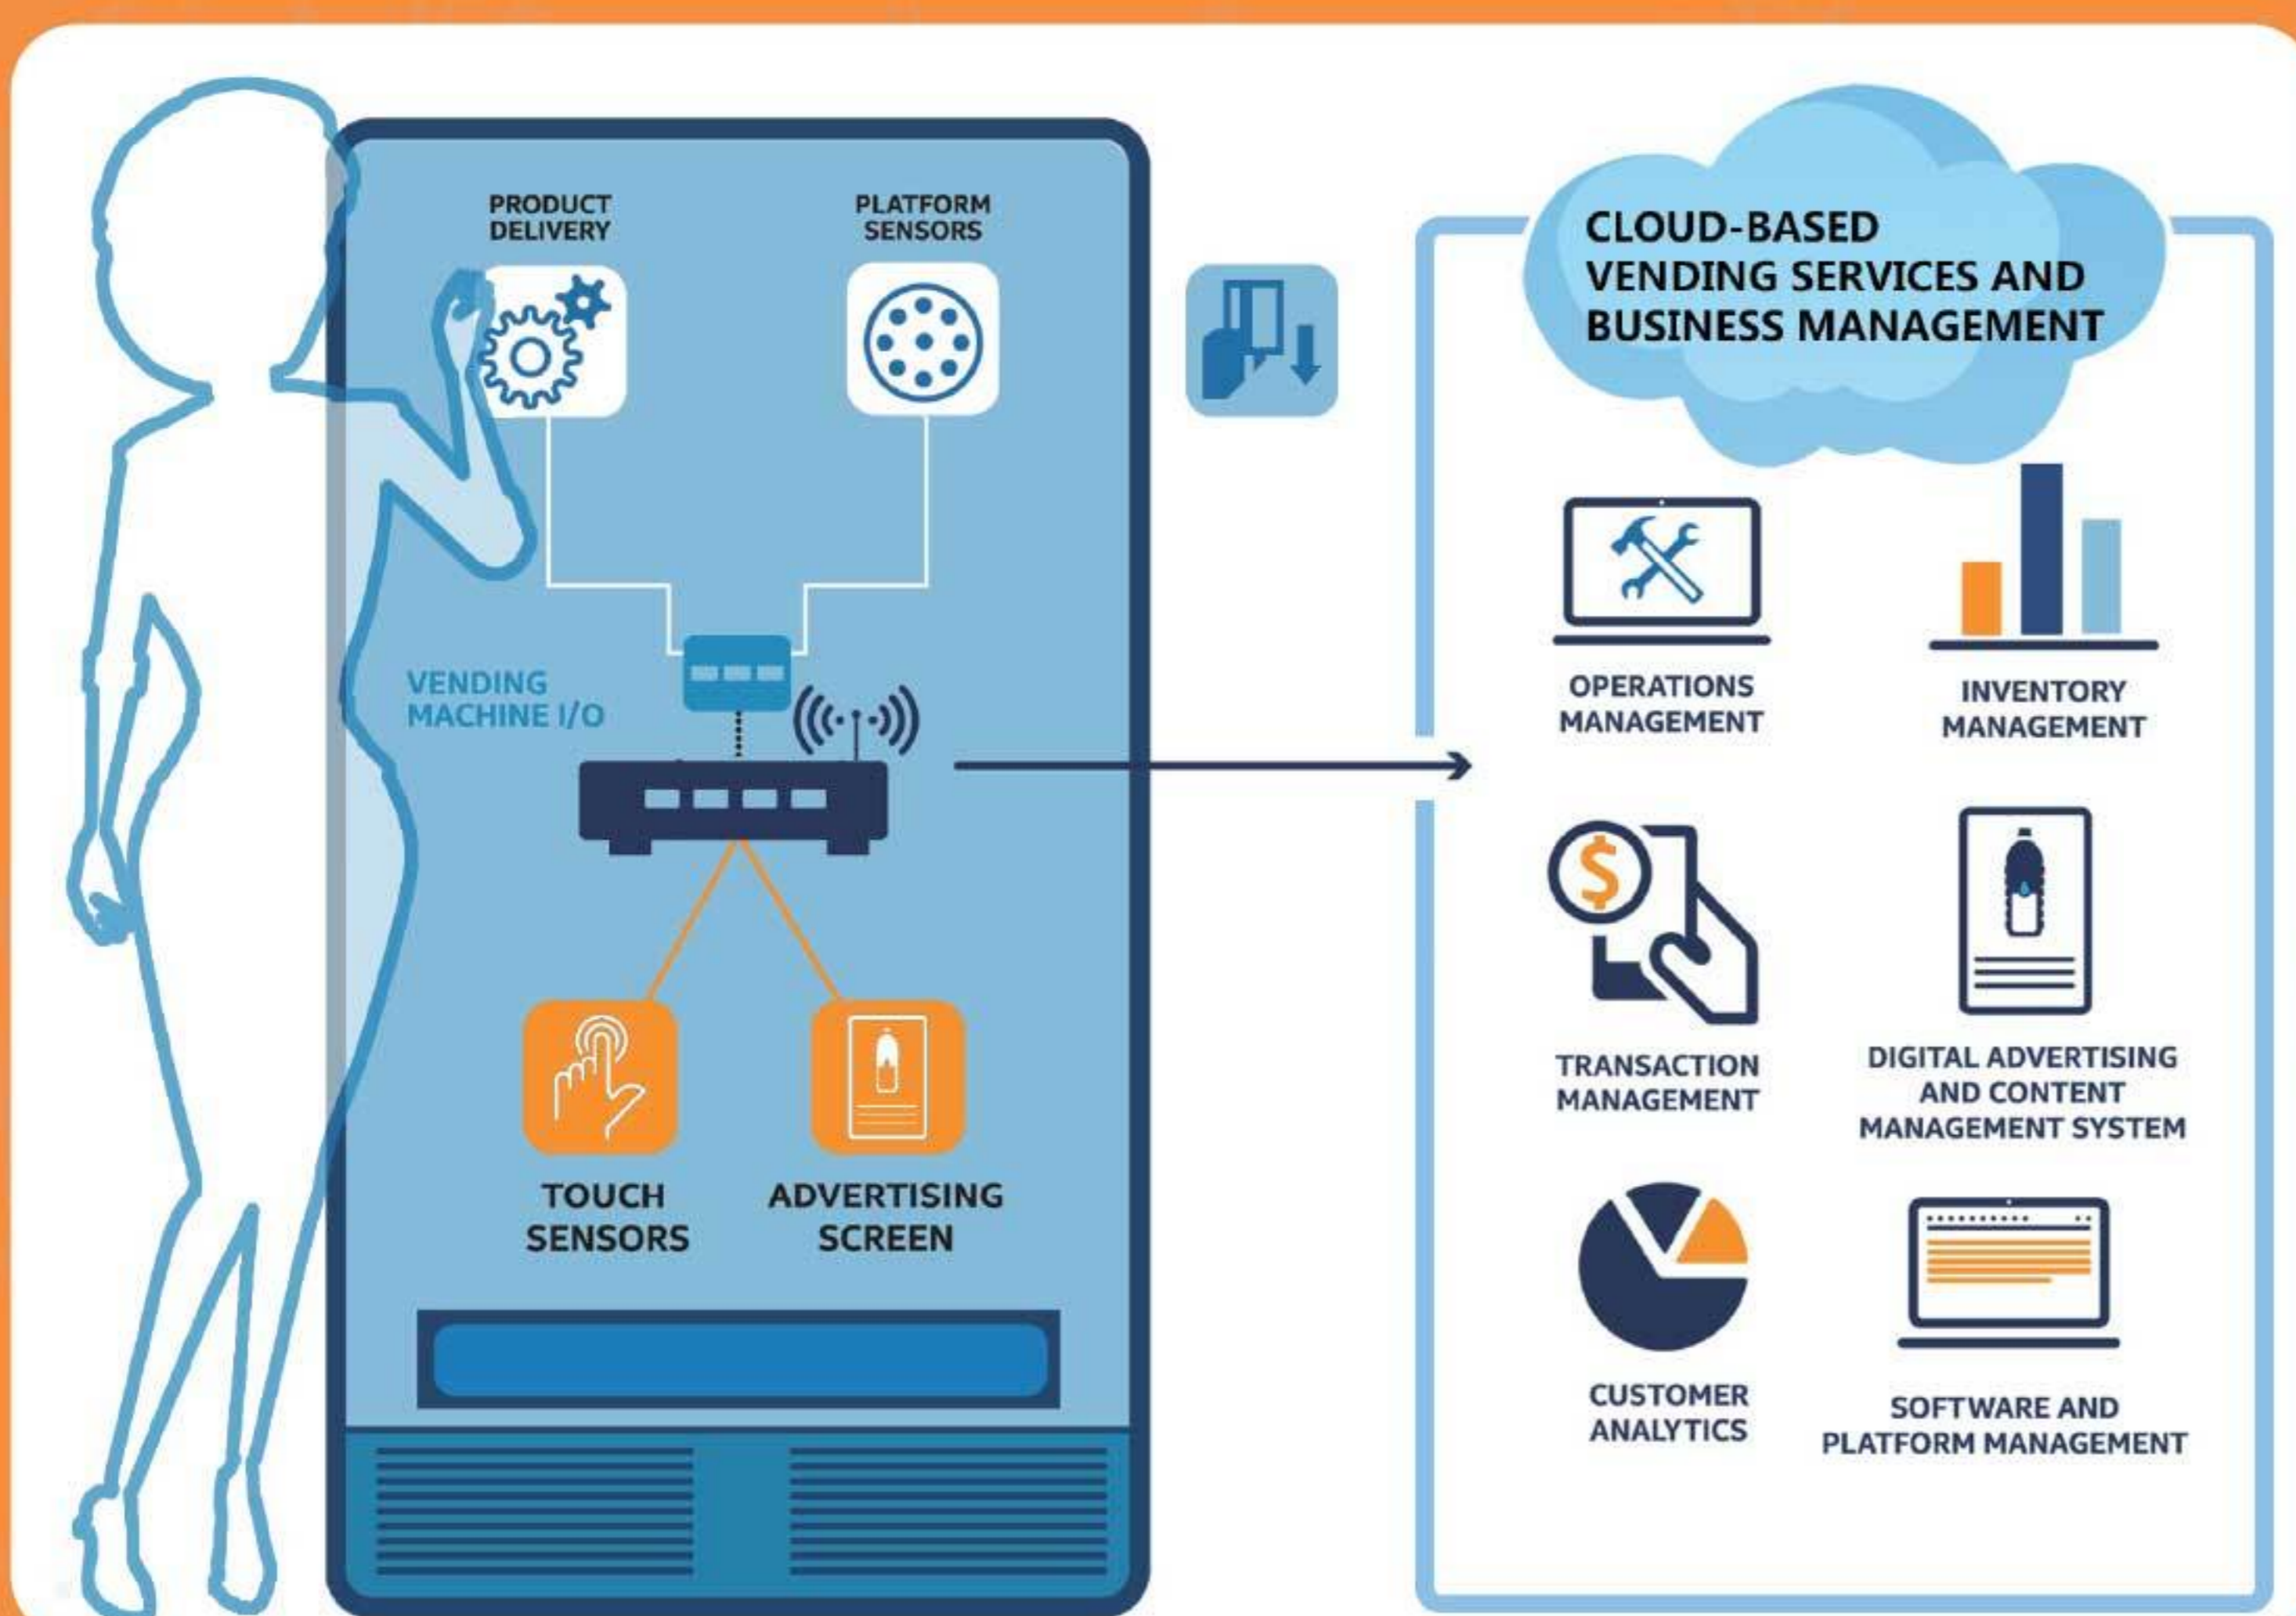 PRODUCT
DELIVERY
PLATFORM
SENSORS
VENDING
MACHINE I/O
TOUCH
SENSORS
ADVERTISING
SCREEN
CLOUD-BASED
VENDING SERVICES AND
BUSINESS MANAGEMENT
OPERATIONS
MANAGEMENT
INVENTORY
MANAGEMENT
$
TRANSACTION
MANAGEMENT
DIGITAL ADVERTISING
AND CONTENT
MANAGEMENT SYSTEM
CUSTOMER
ANALYTICS
SOFTWARE AND
PLATFORM MANAGEMENT